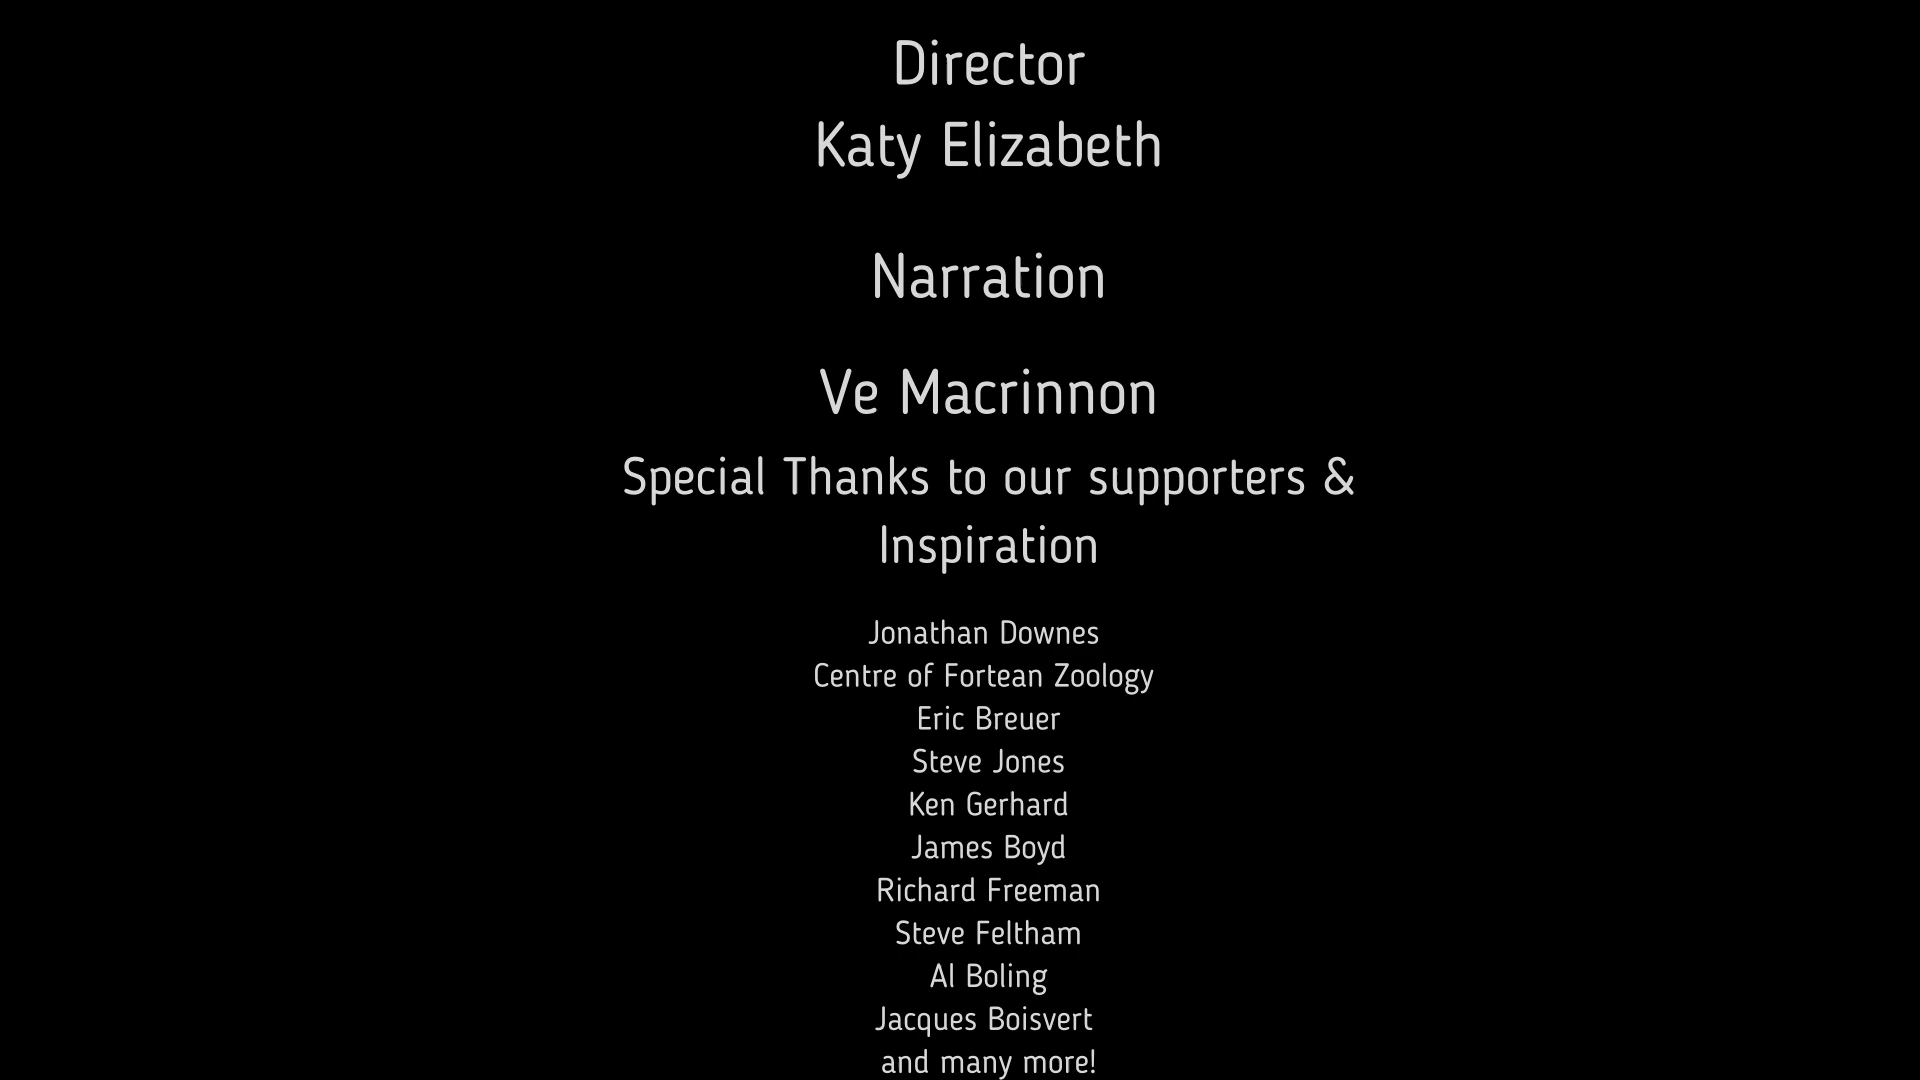 Director
Katy Elizabeth
Narration
Ve Macrinnon
Special Thanks to our supporters &
Inspiration
Jonathan Downes
Centre of Fortean Zoology
Eric Breuer
Steve Jones
Ken Gerhard
James Boyd
Richard Freeman
Steve Feltham
Al Boling
Jacques Boisvert
and many more!